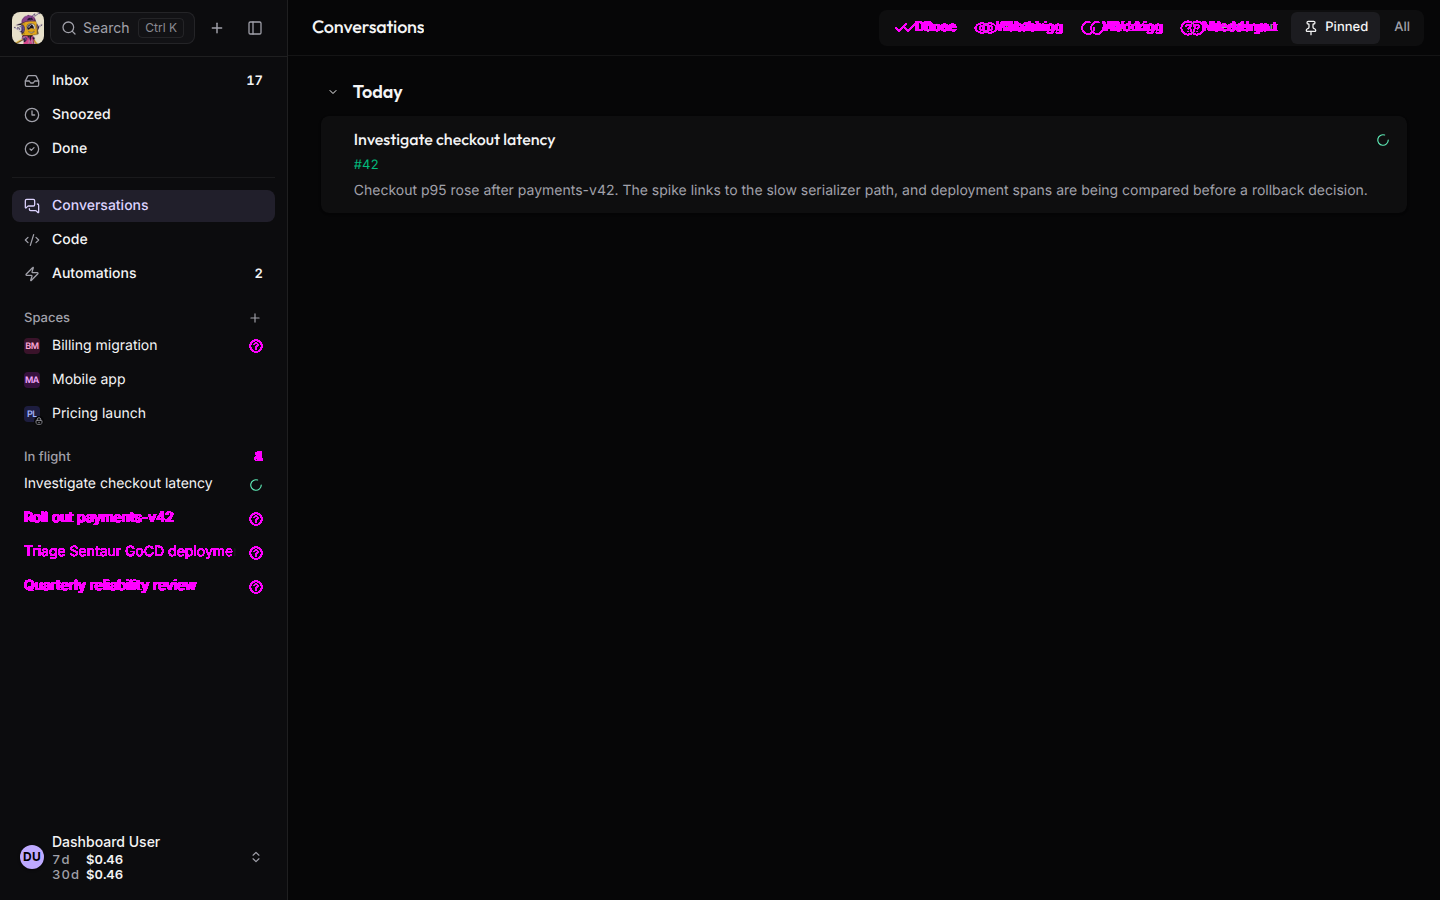 Search Ctrl K
Inbox 17
Snoozed
Done
Conversations
Code
Automations 2
Spaces
BM Billing migration
MA Mobile app
PL Pricing launch
In flight
Investigate checkout latency
Roll out payments-v42
Triage Sentaur GoCD deployme
Quarterly reliability review
DU Dashboard User
7d $0.46
30d $0.46
Conversations
Pinned All
Today
Investigate checkout latency
#42
Checkout p95 rose after payments-v42. The spike links to the slow serializer path, and deployment spans are being compared before a rollback decision.